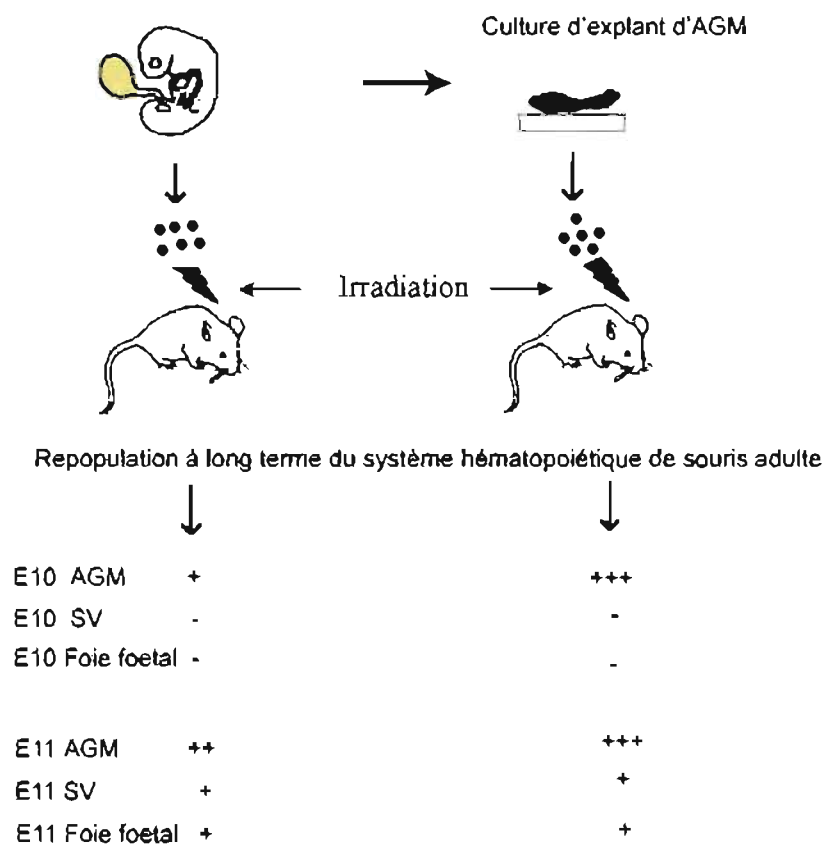 Culture d'explant d'AGM
Irradiation
Repopulation à long terme du système hématopoiétique de souris adulte
E10 AGM + +++
E10 SV - -
E10 Foie foetal - -
E11 AGM ++ +++
E11 SV + +
E11 Foie foetal + +